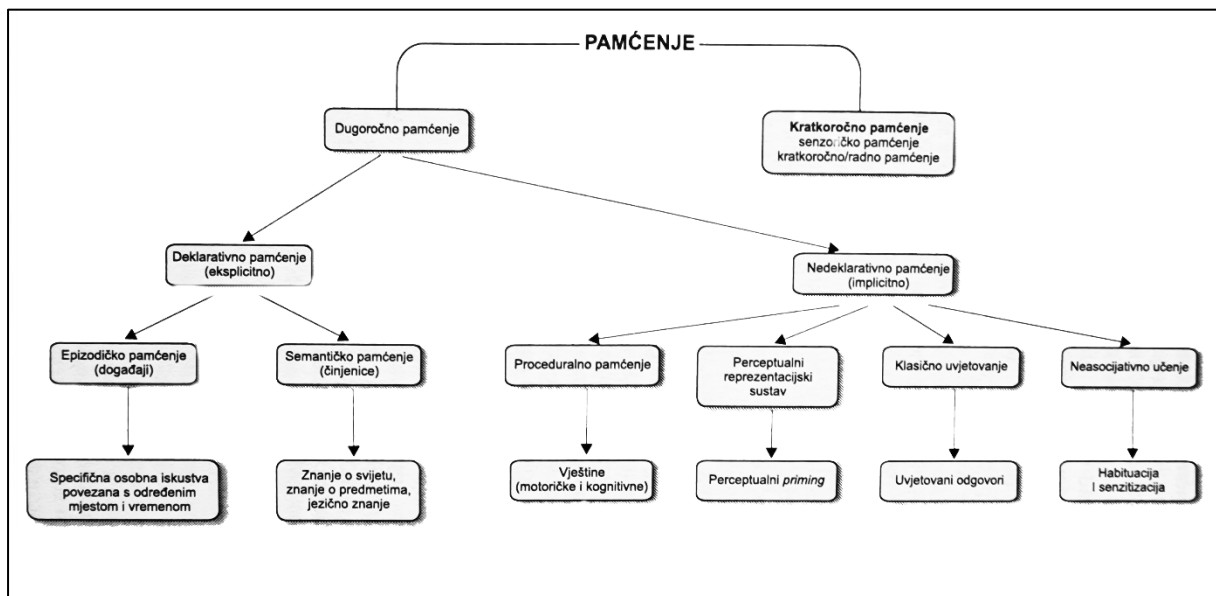 PAMĆENJE
Dugoročno pamćenje
Kratkoročno pamćenje
senzoričko pamćenje
kratkoročno/radno pamćenje
Deklarativno pamćenje
(eksplicitno)
Nedeklarativno pamćenje
(implicitno)
Epizodičko pamćenje
(događaji)
Semantičko pamćenje
(činjenice)
Proceduralno pamćenje
Perceptualni
reprezentacijski
sustav
Klasično uvjetovanje
Neasocijativno učenje
Specifična osobna iskustva
povezana s određenim
mjestom i vremenom
Znanje o svijetu,
znanje o predmetima,
jezično znanje
Vještine
(motoričke i kognitivne)
Perceptualni priming
Uvjetovani odgovori
Habituacija
I senzitizacija